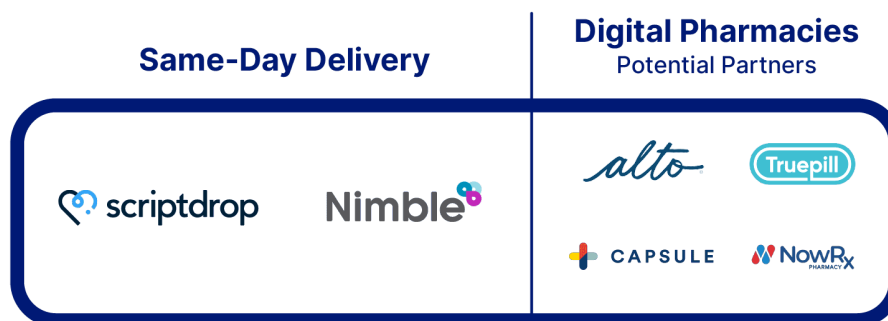 Same-Day Delivery
Digital Pharmacies
Potential Partners
scriptdrop
Nimble
alto
Truepill
CAPSULE
NowRx
PHARMACY